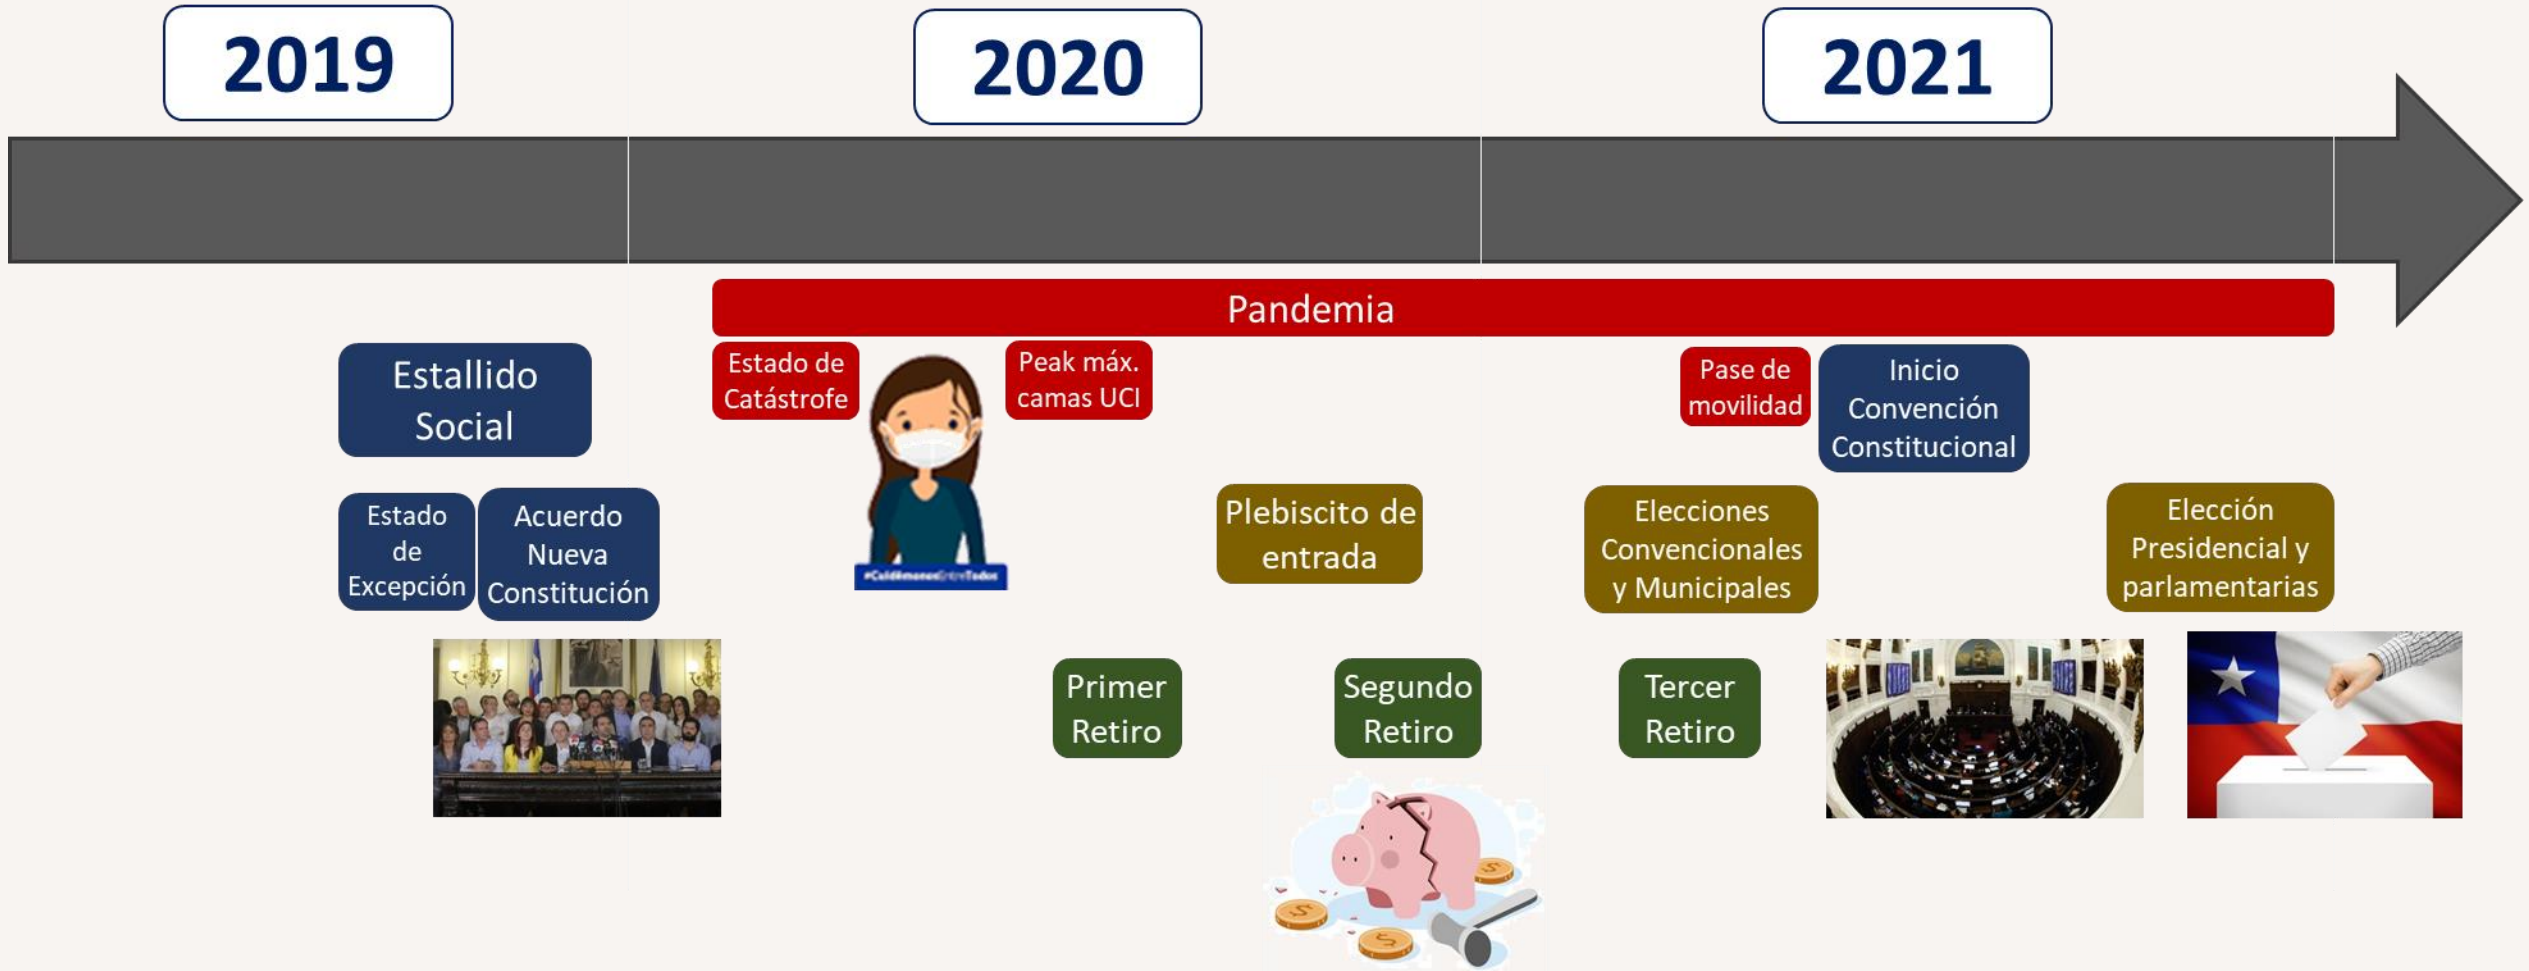 2019
2020
2021
Pandemia
Estallido
Social
Estado de
Catástrofe
Peak máx.
camas UCI
Pase de
movilidad
Inicio
Convención
Constitucional
Estado
de
Excepción
Acuerdo
Nueva
Constitución
#CuidémonosEntreTodos
Plebiscito de
entrada
Elecciones
Convencionales
y Municipales
Elección
Presidencial y
parlamentarias
Primer
Retiro
Segundo
Retiro
Tercer
Retiro